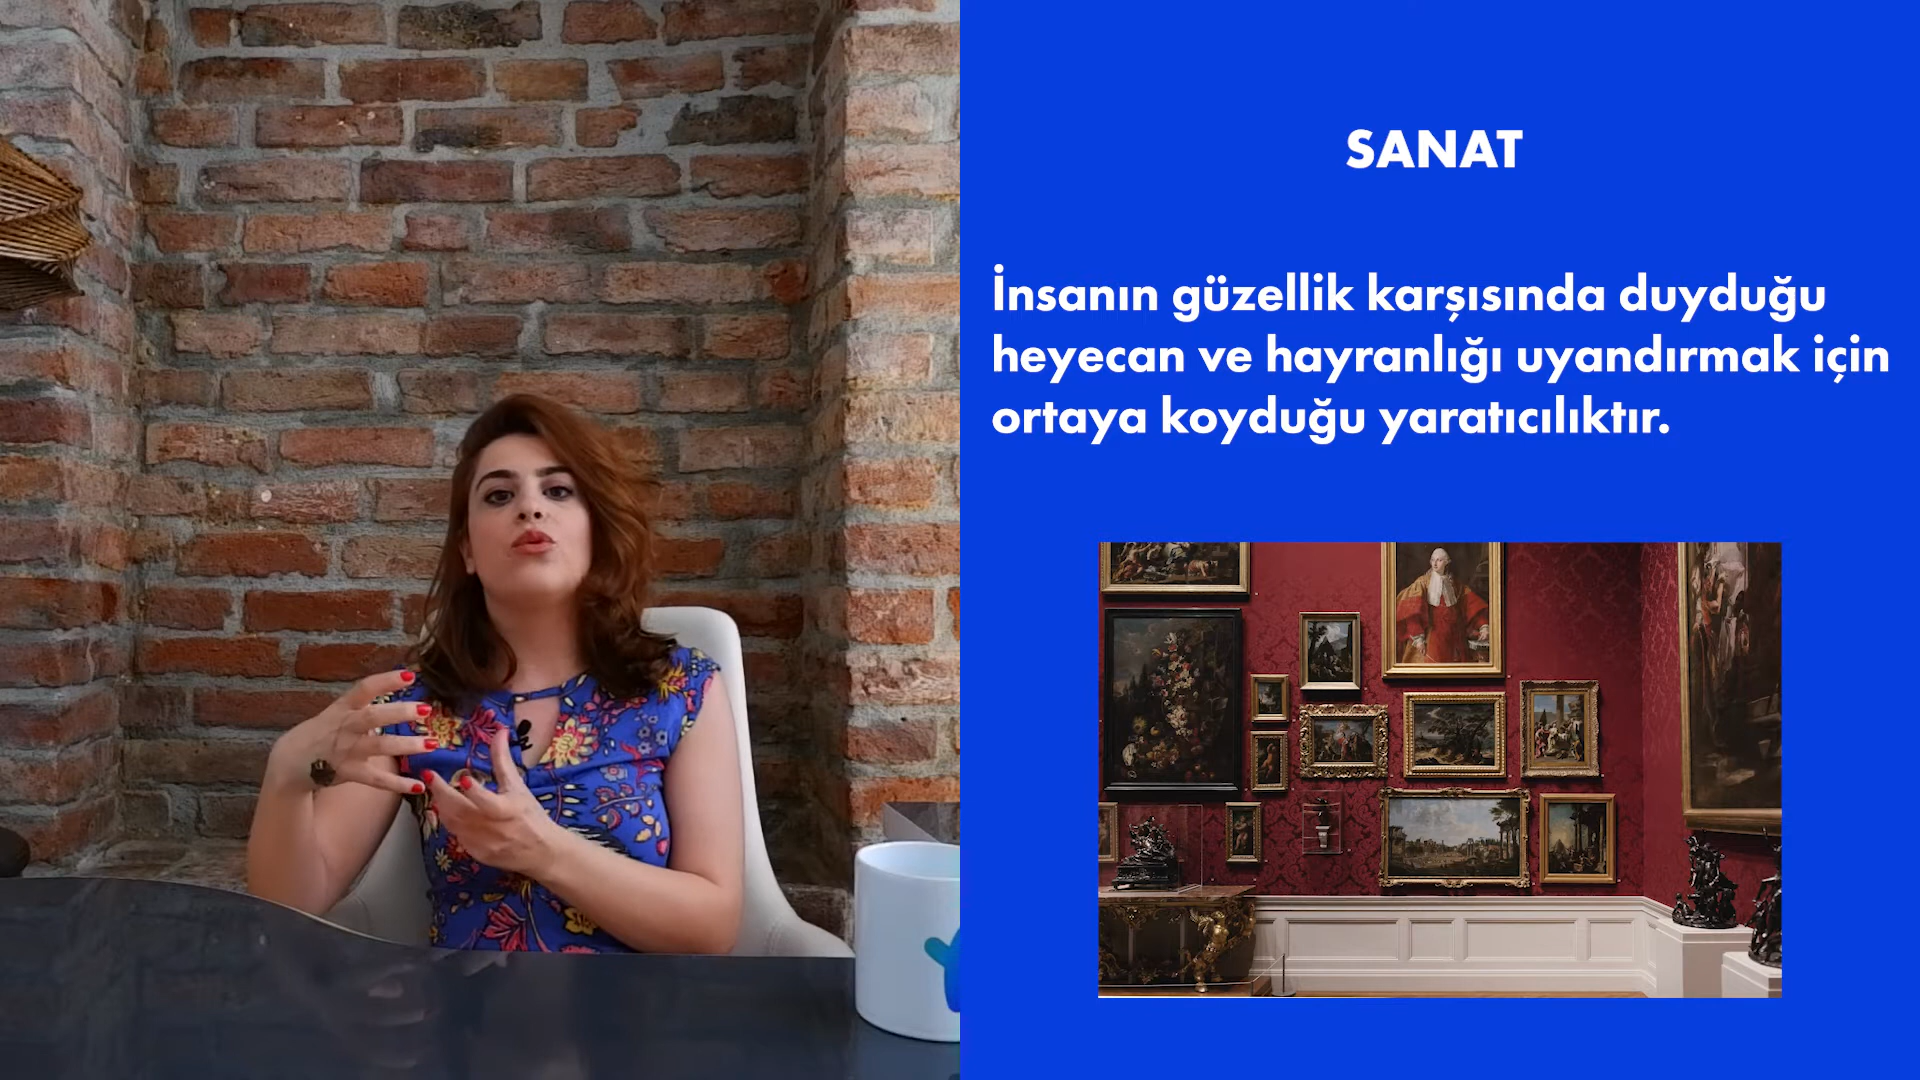 SANAT
İnsanın güzellik karşısında duyduğu
heyecan ve hayranlığı uyandırmak için
ortaya koyduğu yaratıcılıktır.